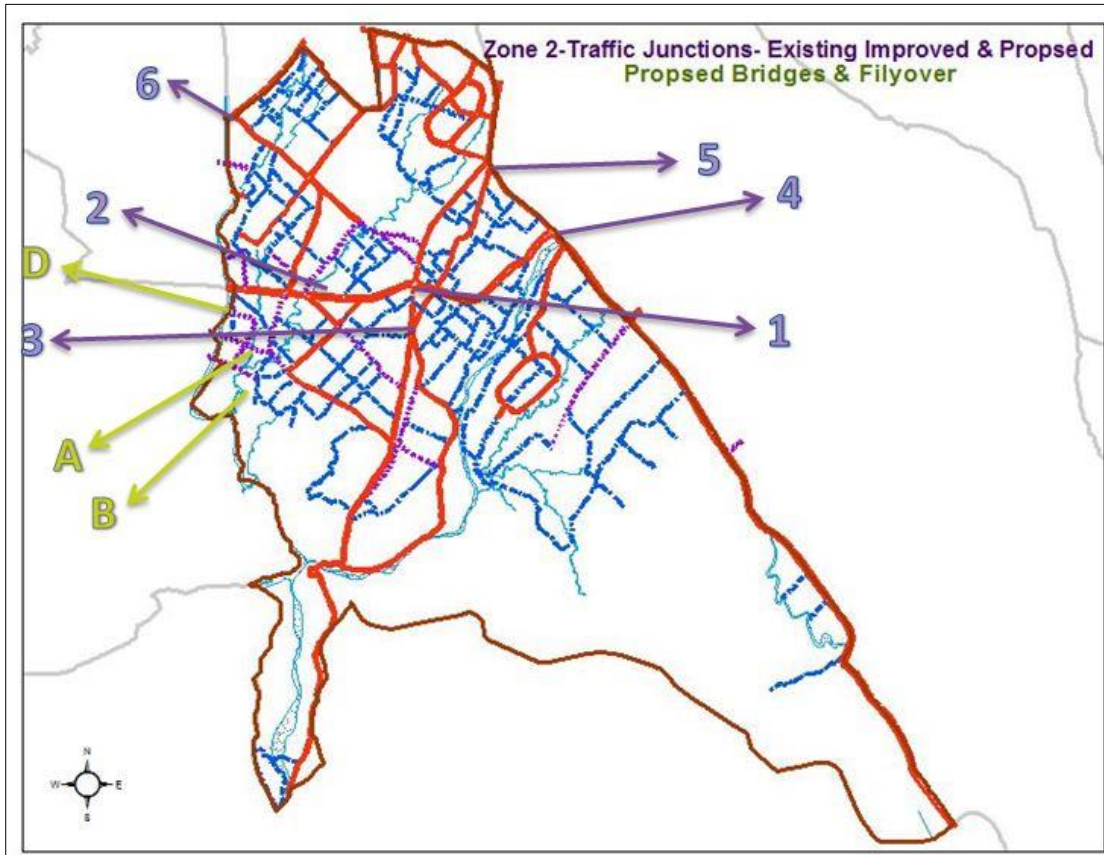 Zone 2-Traffic Junctions- Existing Improved & Propsed
Propsed Bridges & Filyover
6
5
2
4
D
3
1
A
B
N
W E
S